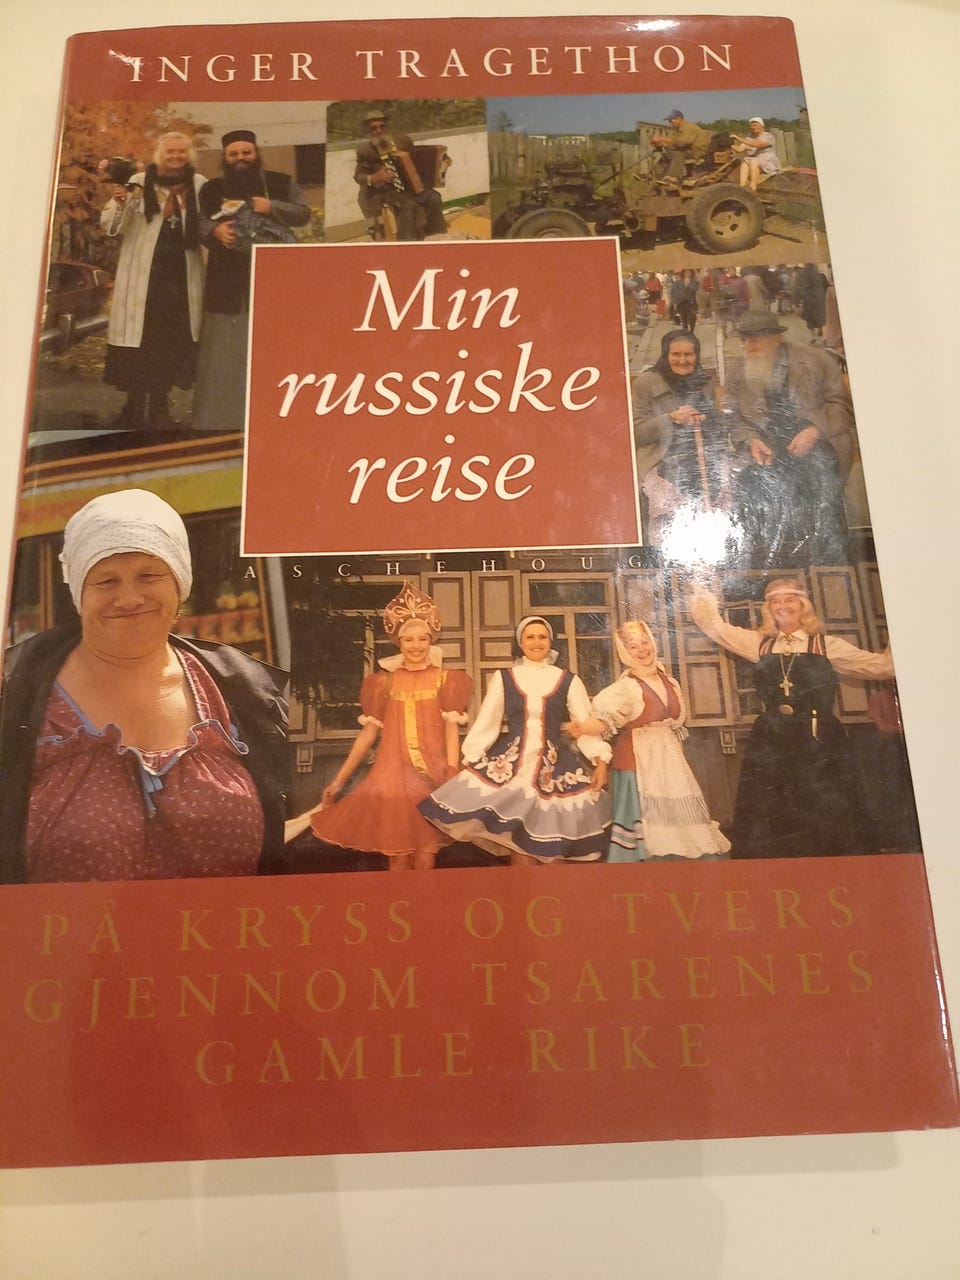 INGER TRAGETHON
Min
russiske
reise
ASCHEHOUG
PÅ KRYSS OG TVERS
GJENNOM TSARENES
GAMLE RIKE